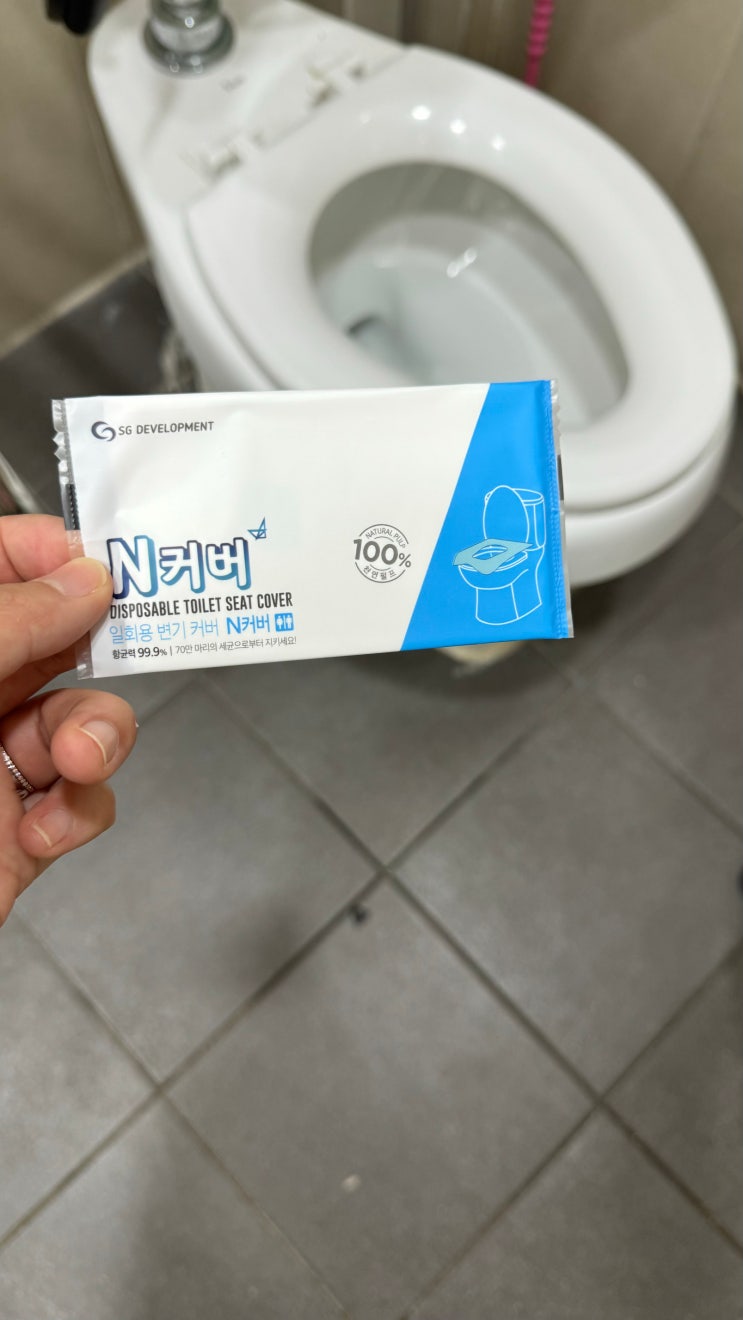 SG DEVELOPMENT
N커버
DISPOSABLE TOILET SEAT COVER
일회용 변기 커버 N커버
항균력 99.9% | 70만 마리의 세균으로부터 지키세요!
NATURAL PULP
100%
천연펄프